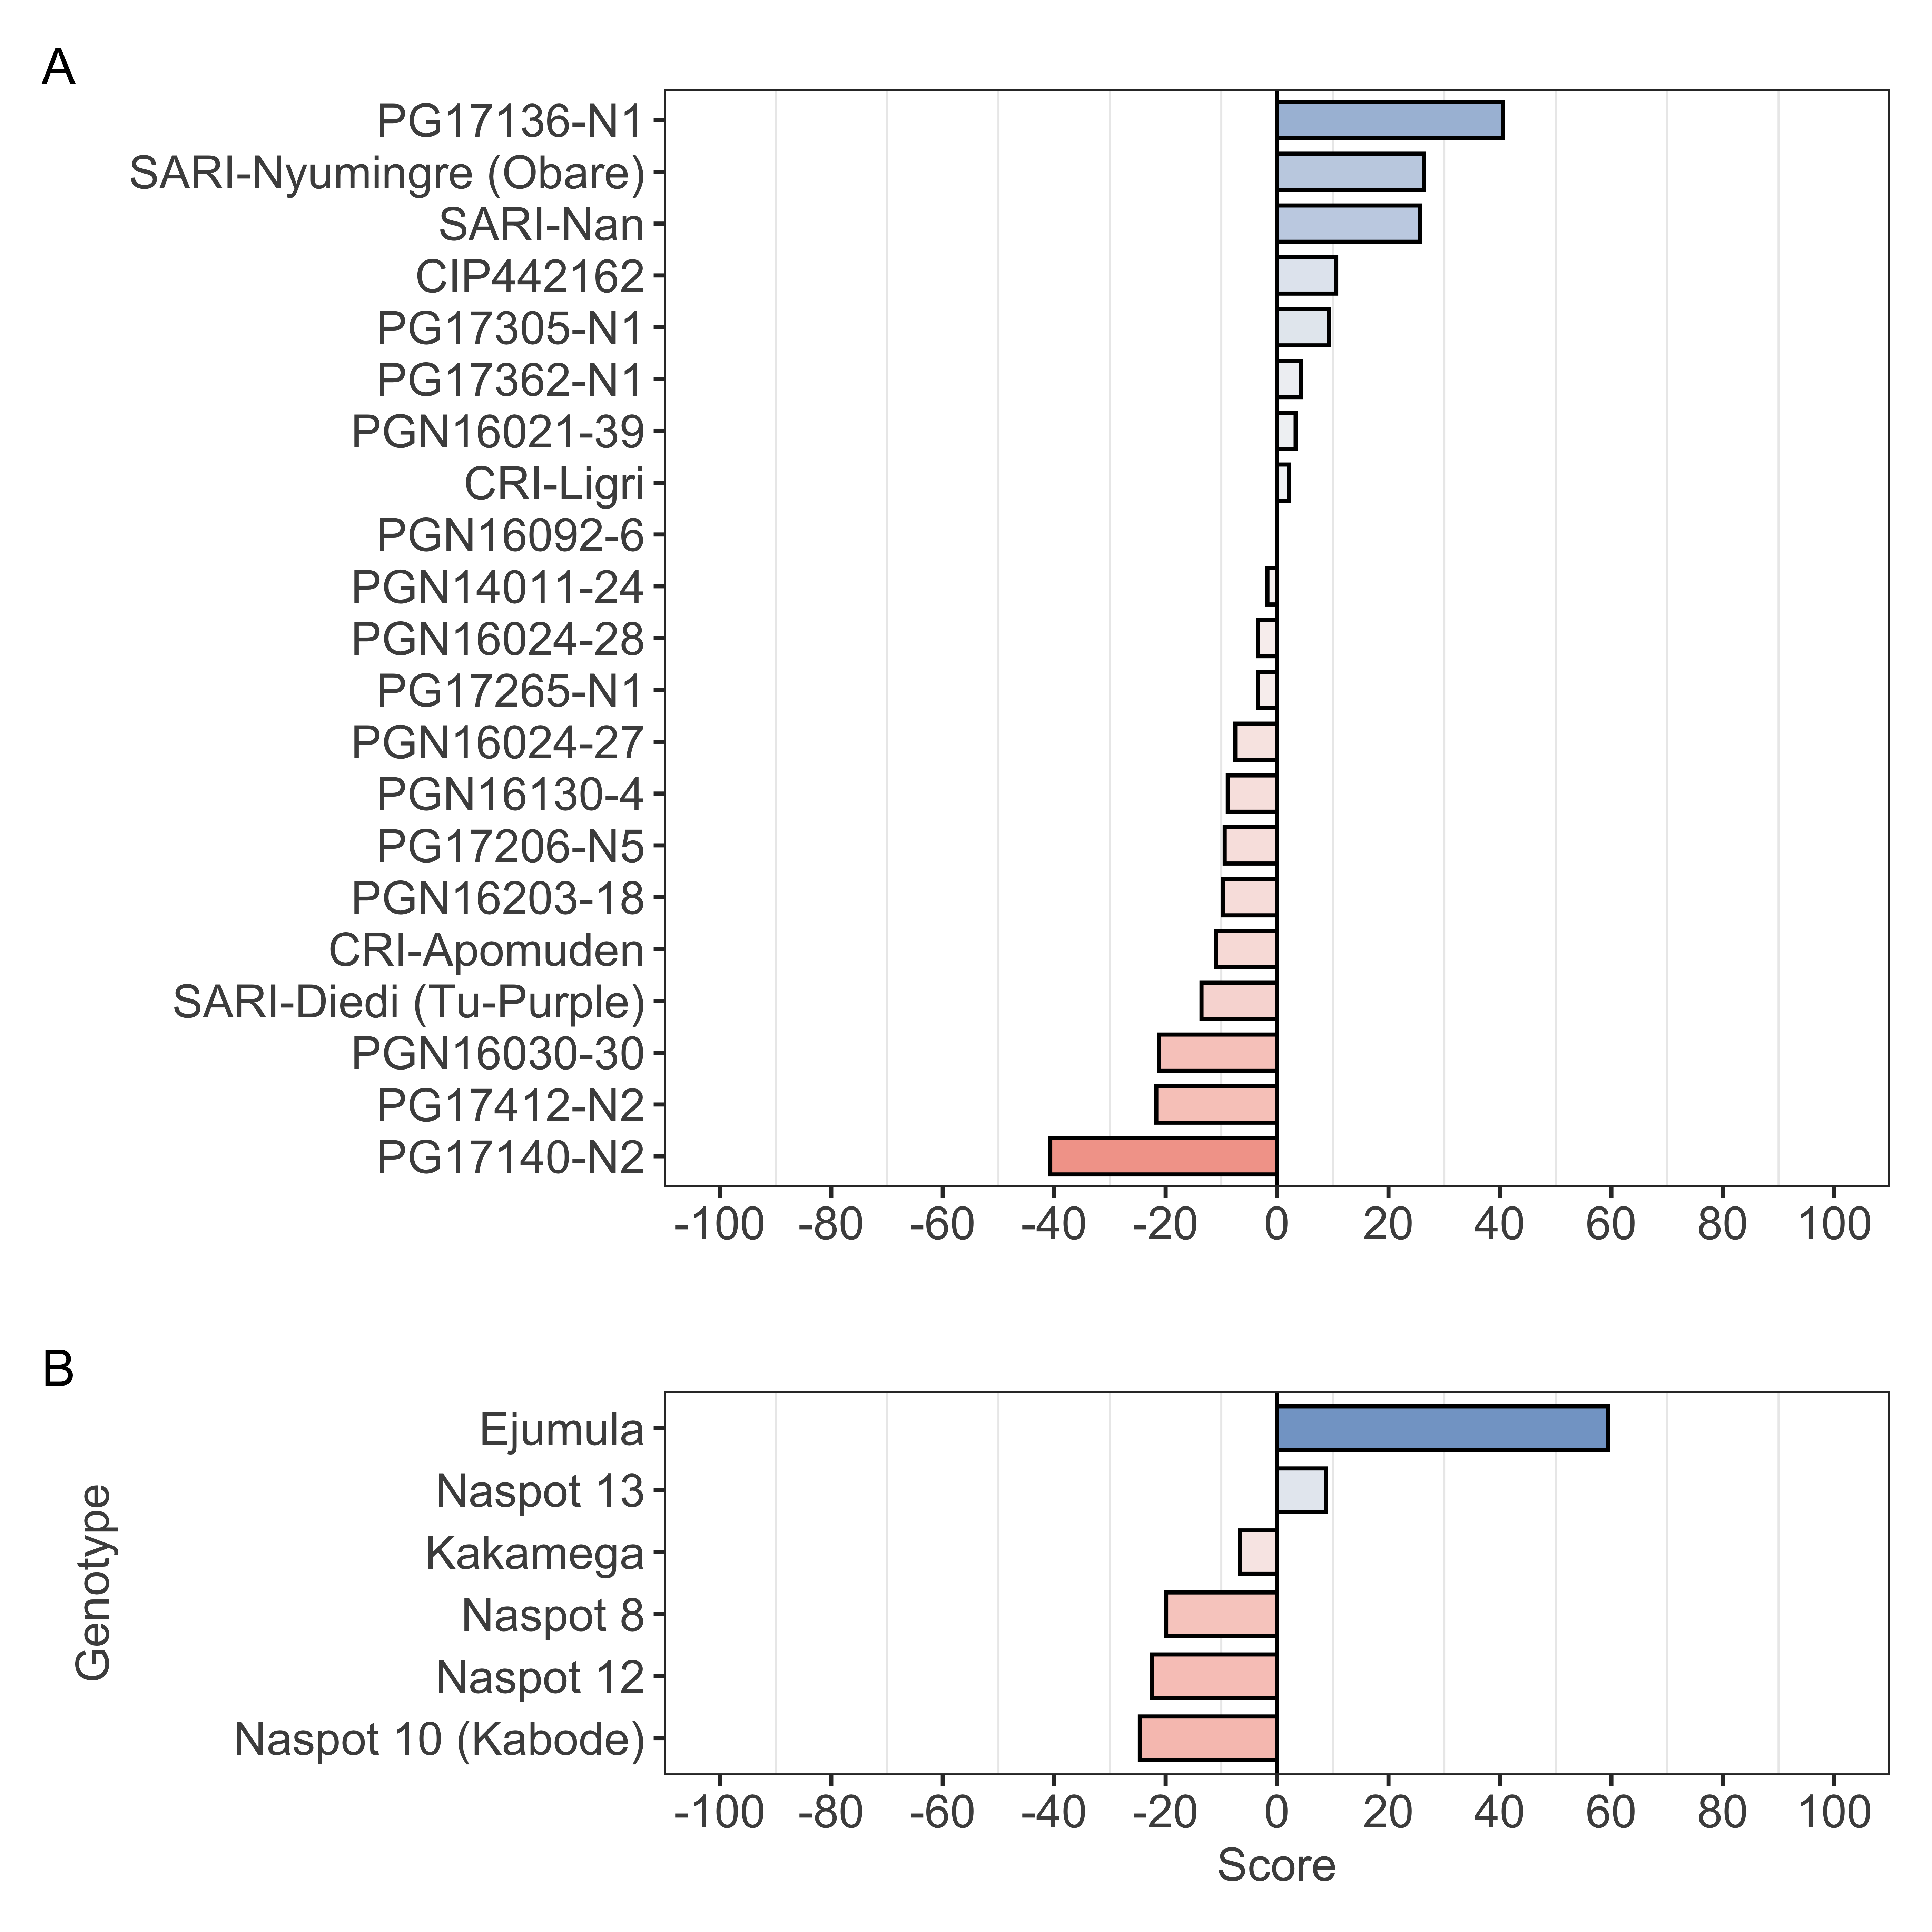 A
PG17136-N1
SARI-Nyumingre (Obare)
SARI-Nan
CIP442162
PG17305-N1
PG17362-N1
PGN16021-39
CRI-Ligri
PGN16092-6
PGN14011-24
PGN16024-28
PG17265-N1
PGN16024-27
PGN16130-4
PG17206-N5
PGN16203-18
CRI-Apomuden
SARI-Diedi (Tu-Purple)
PGN16030-30
PG17412-N2
PG17140-N2
-100 -80 -60 -40 -20 0 20 40 60 80 100
B
Genotype
Ejumula
Naspot 13
Kakamega
Naspot 8
Naspot 12
Naspot 10 (Kabode)
-100 -80 -60 -40 -20 0 20 40 60 80 100
Score